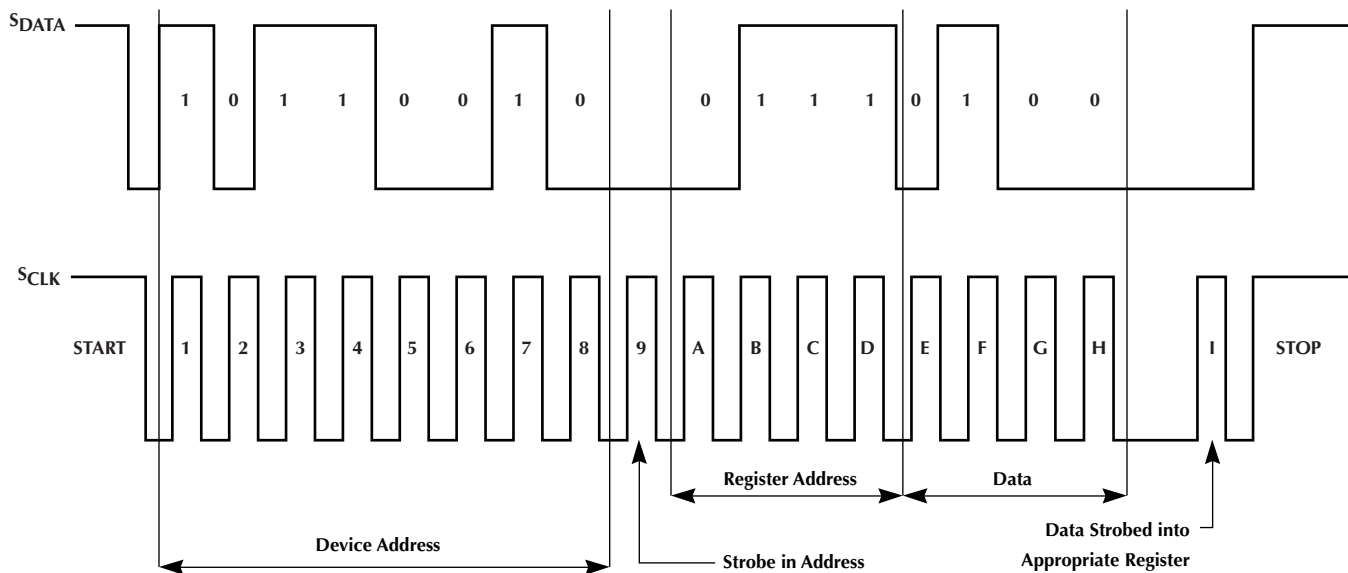 SDATA
1 0 1 1 0 0 1 0 0 1 1 1 0 1 0 0
SCLK
START 1 2 3 4 5 6 7 8 9 A B C D E F G H I STOP
Register Address Data
Device Address
Strobe in Address
Data Strobed into
Appropriate Register